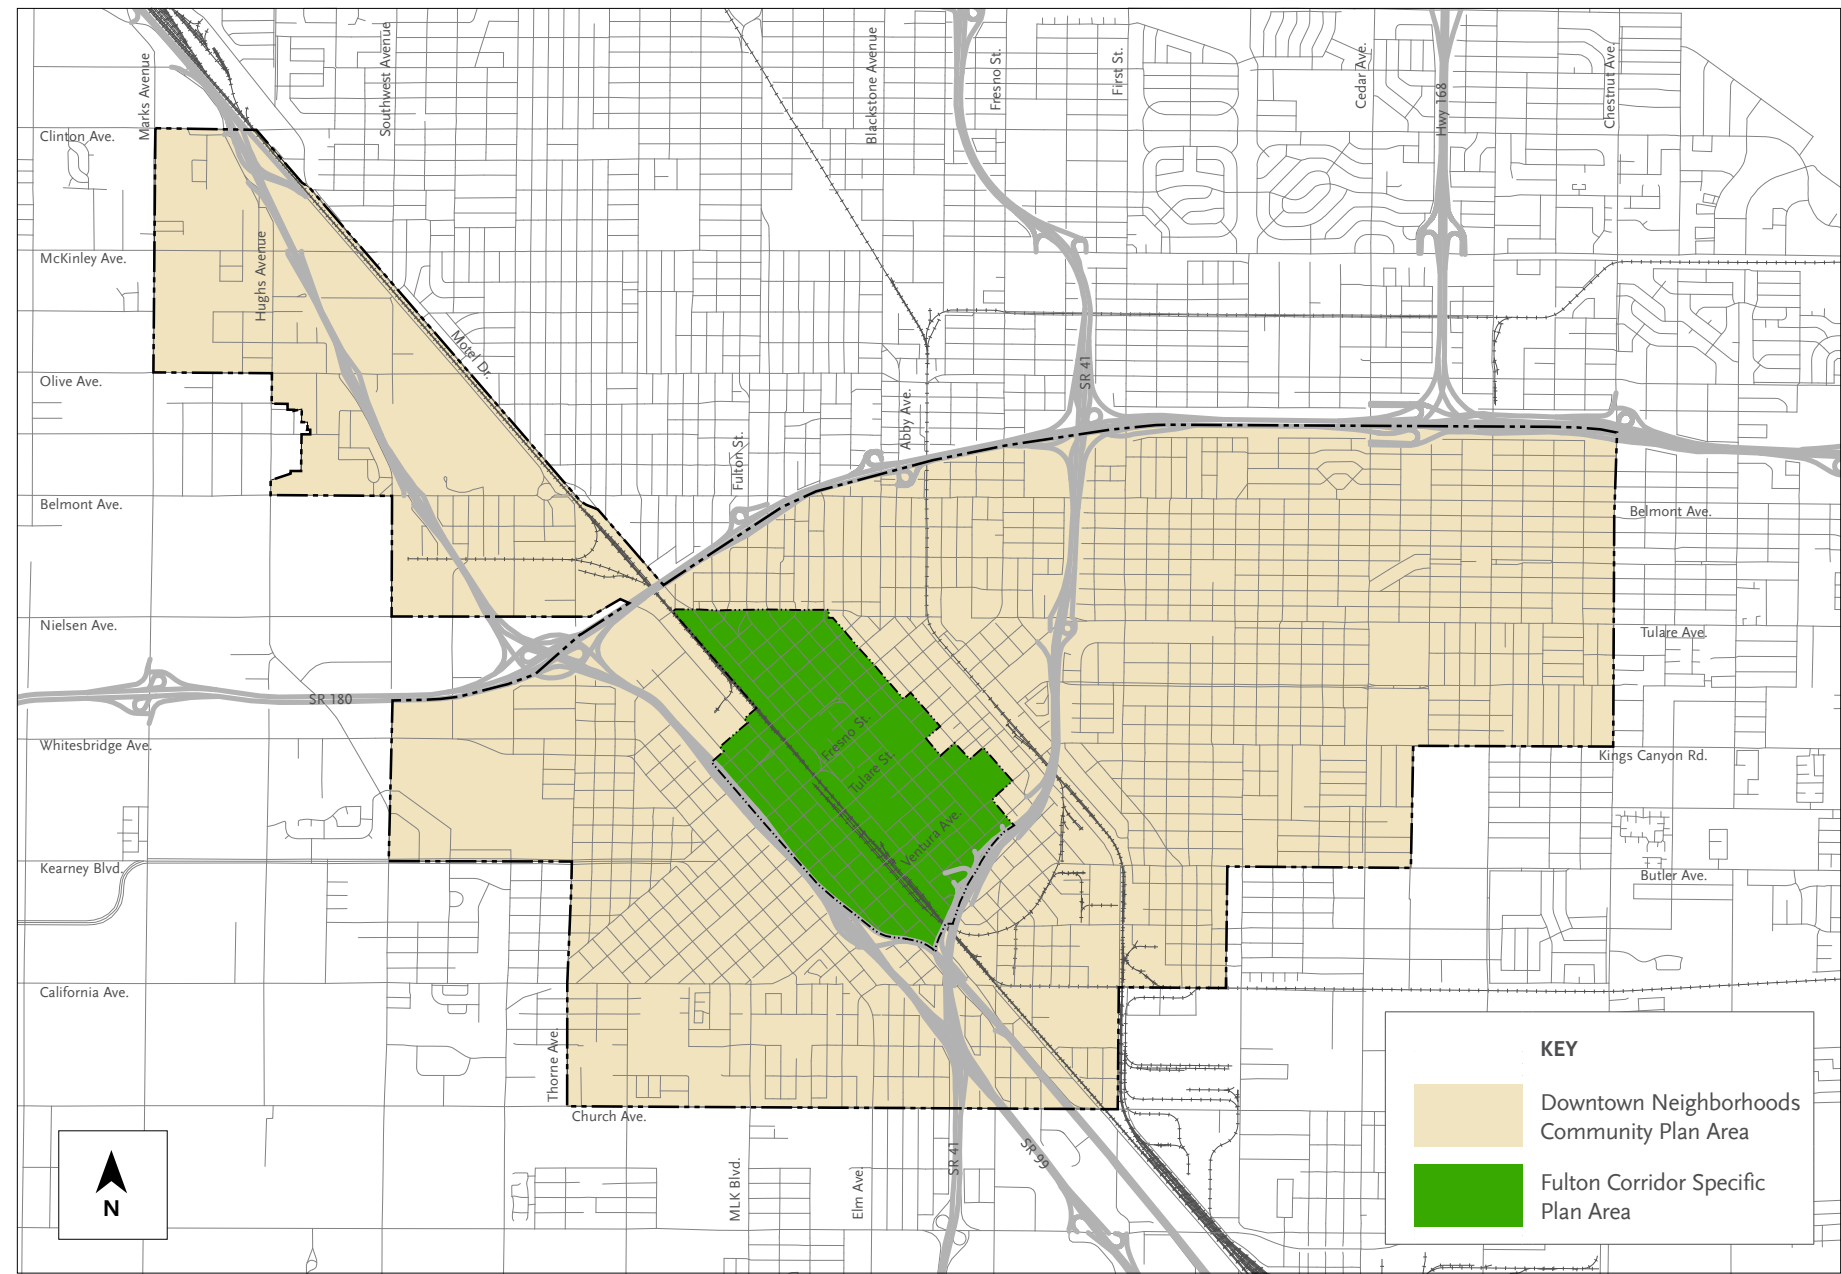 Marks Avenue
Southwest Avenue
Blackstone Avenue
Fresno St.
First St.
Cedar Ave.
Hwy 168
Chestnut Ave.
Clinton Ave.
McKinley Ave.
Hughs Avenue
Motel Dr.
Olive Ave.
SR 41
Abby Ave.
Fulton St.
Belmont Ave.
Belmont Ave.
Nielsen Ave.
Tulare Ave.
SR 180
Whitesbridge Ave.
Fresno St.
Tulare St.
Ventura Ave.
Kings Canyon Rd.
Kearney Blvd.
Butler Ave.
California Ave.
Thorne Ave.
Church Ave.
MLK Blvd.
Elm Ave.
SR 41
SR 99
N
KEY
Downtown Neighborhoods
Community Plan Area
Fulton Corridor Specific
Plan Area